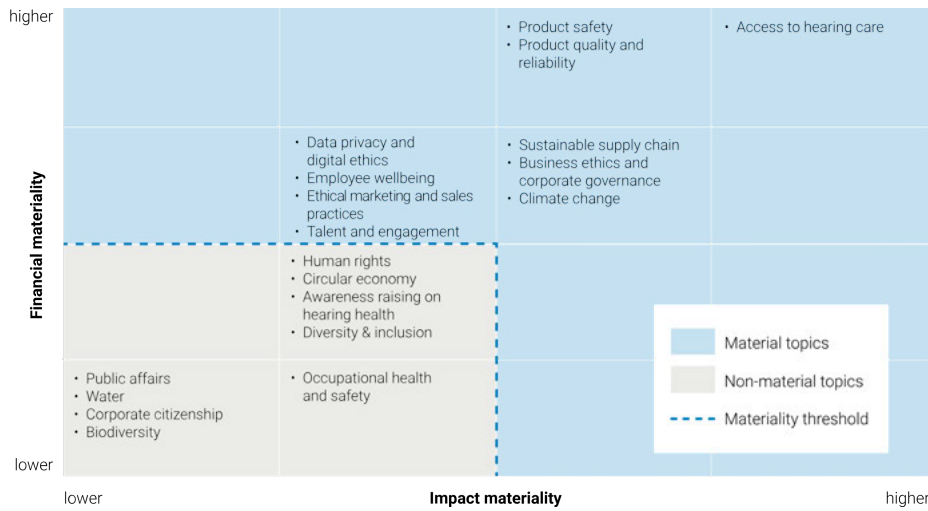 higher
• Product safety
• Product quality and
reliability
• Access to hearing care
• Data privacy and
digital ethics
• Employee wellbeing
• Ethical marketing and sales
practices
• Talent and engagement
• Sustainable supply chain
• Business ethics and
corporate governance
• Climate change
Financial materiality
• Human rights
• Circular economy
• Awareness raising on
hearing health
• Diversity & inclusion
• Public affairs
• Water
• Corporate citizenship
• Biodiversity
• Occupational health
and safety
Material topics
Non-material topics
Materiality threshold
lower
lower
Impact materiality
higher